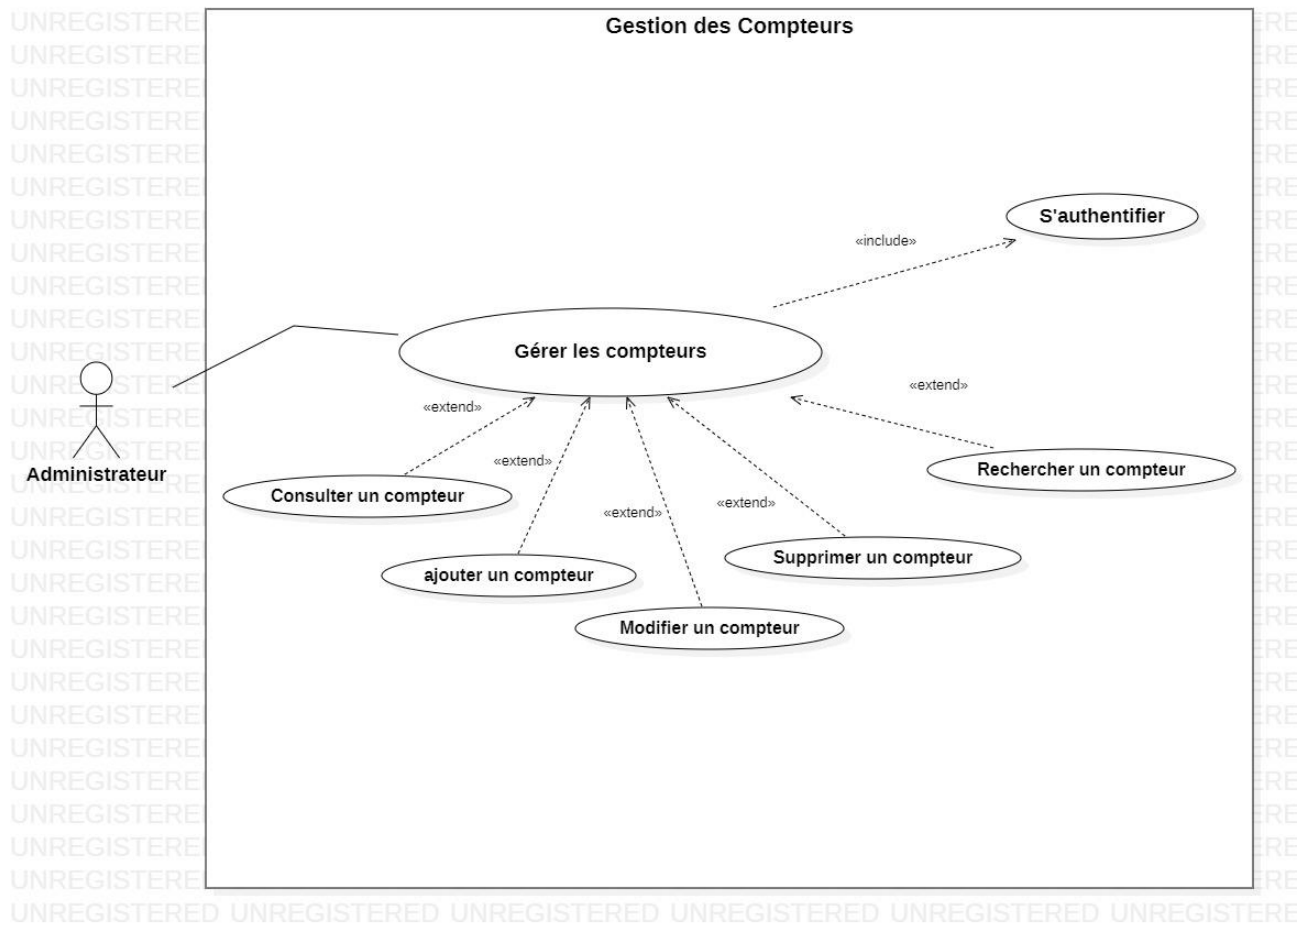 Gestion des Compteurs
S'authentifier
«include»
Gérer les compteurs
«extend»
«extend»
«extend»
Rechercher un compteur
Administrateur
Consulter un compteur
«extend»
«extend»
Supprimer un compteur
ajouter un compteur
Modifier un compteur
UNREGISTERED UNREGISTERED UNREGISTERED UNREGISTERED UNREGISTERED UNREGISTERE